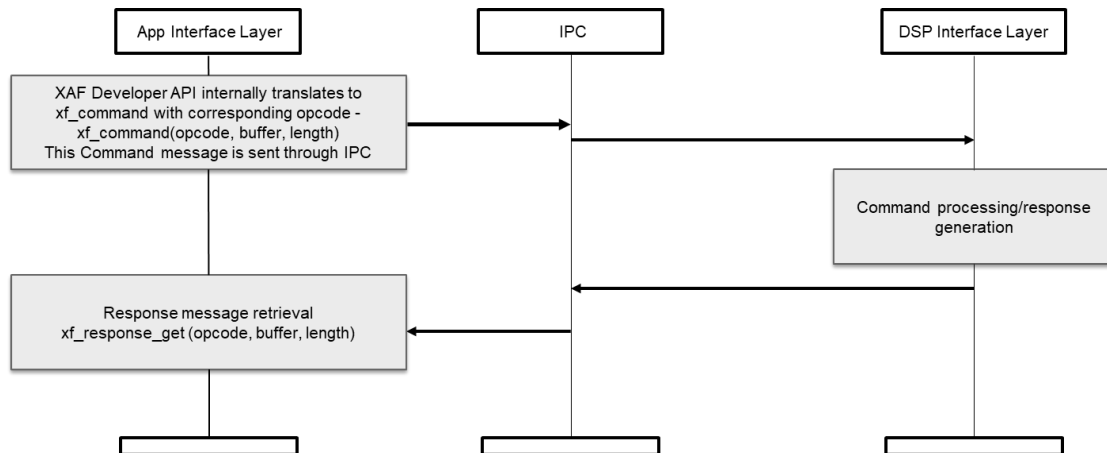 App Interface Layer
IPC
DSP Interface Layer
XAF Developer API internally translates to
xf_command with corresponding opcode -
xf_command(opcode, buffer, length)
This Command message is sent through IPC
Command processing/response
generation
Response message retrieval
xf_response_get (opcode, buffer, length)